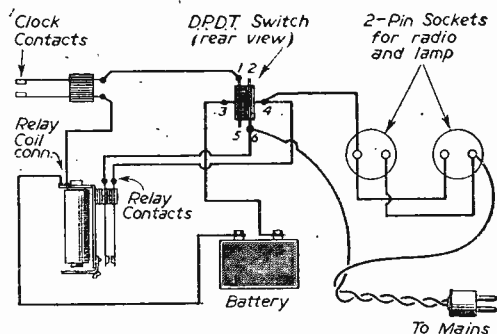 Clock
Contacts
D.P.D.T. Switch
(rear view)
2-Pin Sockets
for radio
and lamp
1 2
3
4
5
6
Relay
Coil
conn.
Relay
Contacts
Battery
To Mains